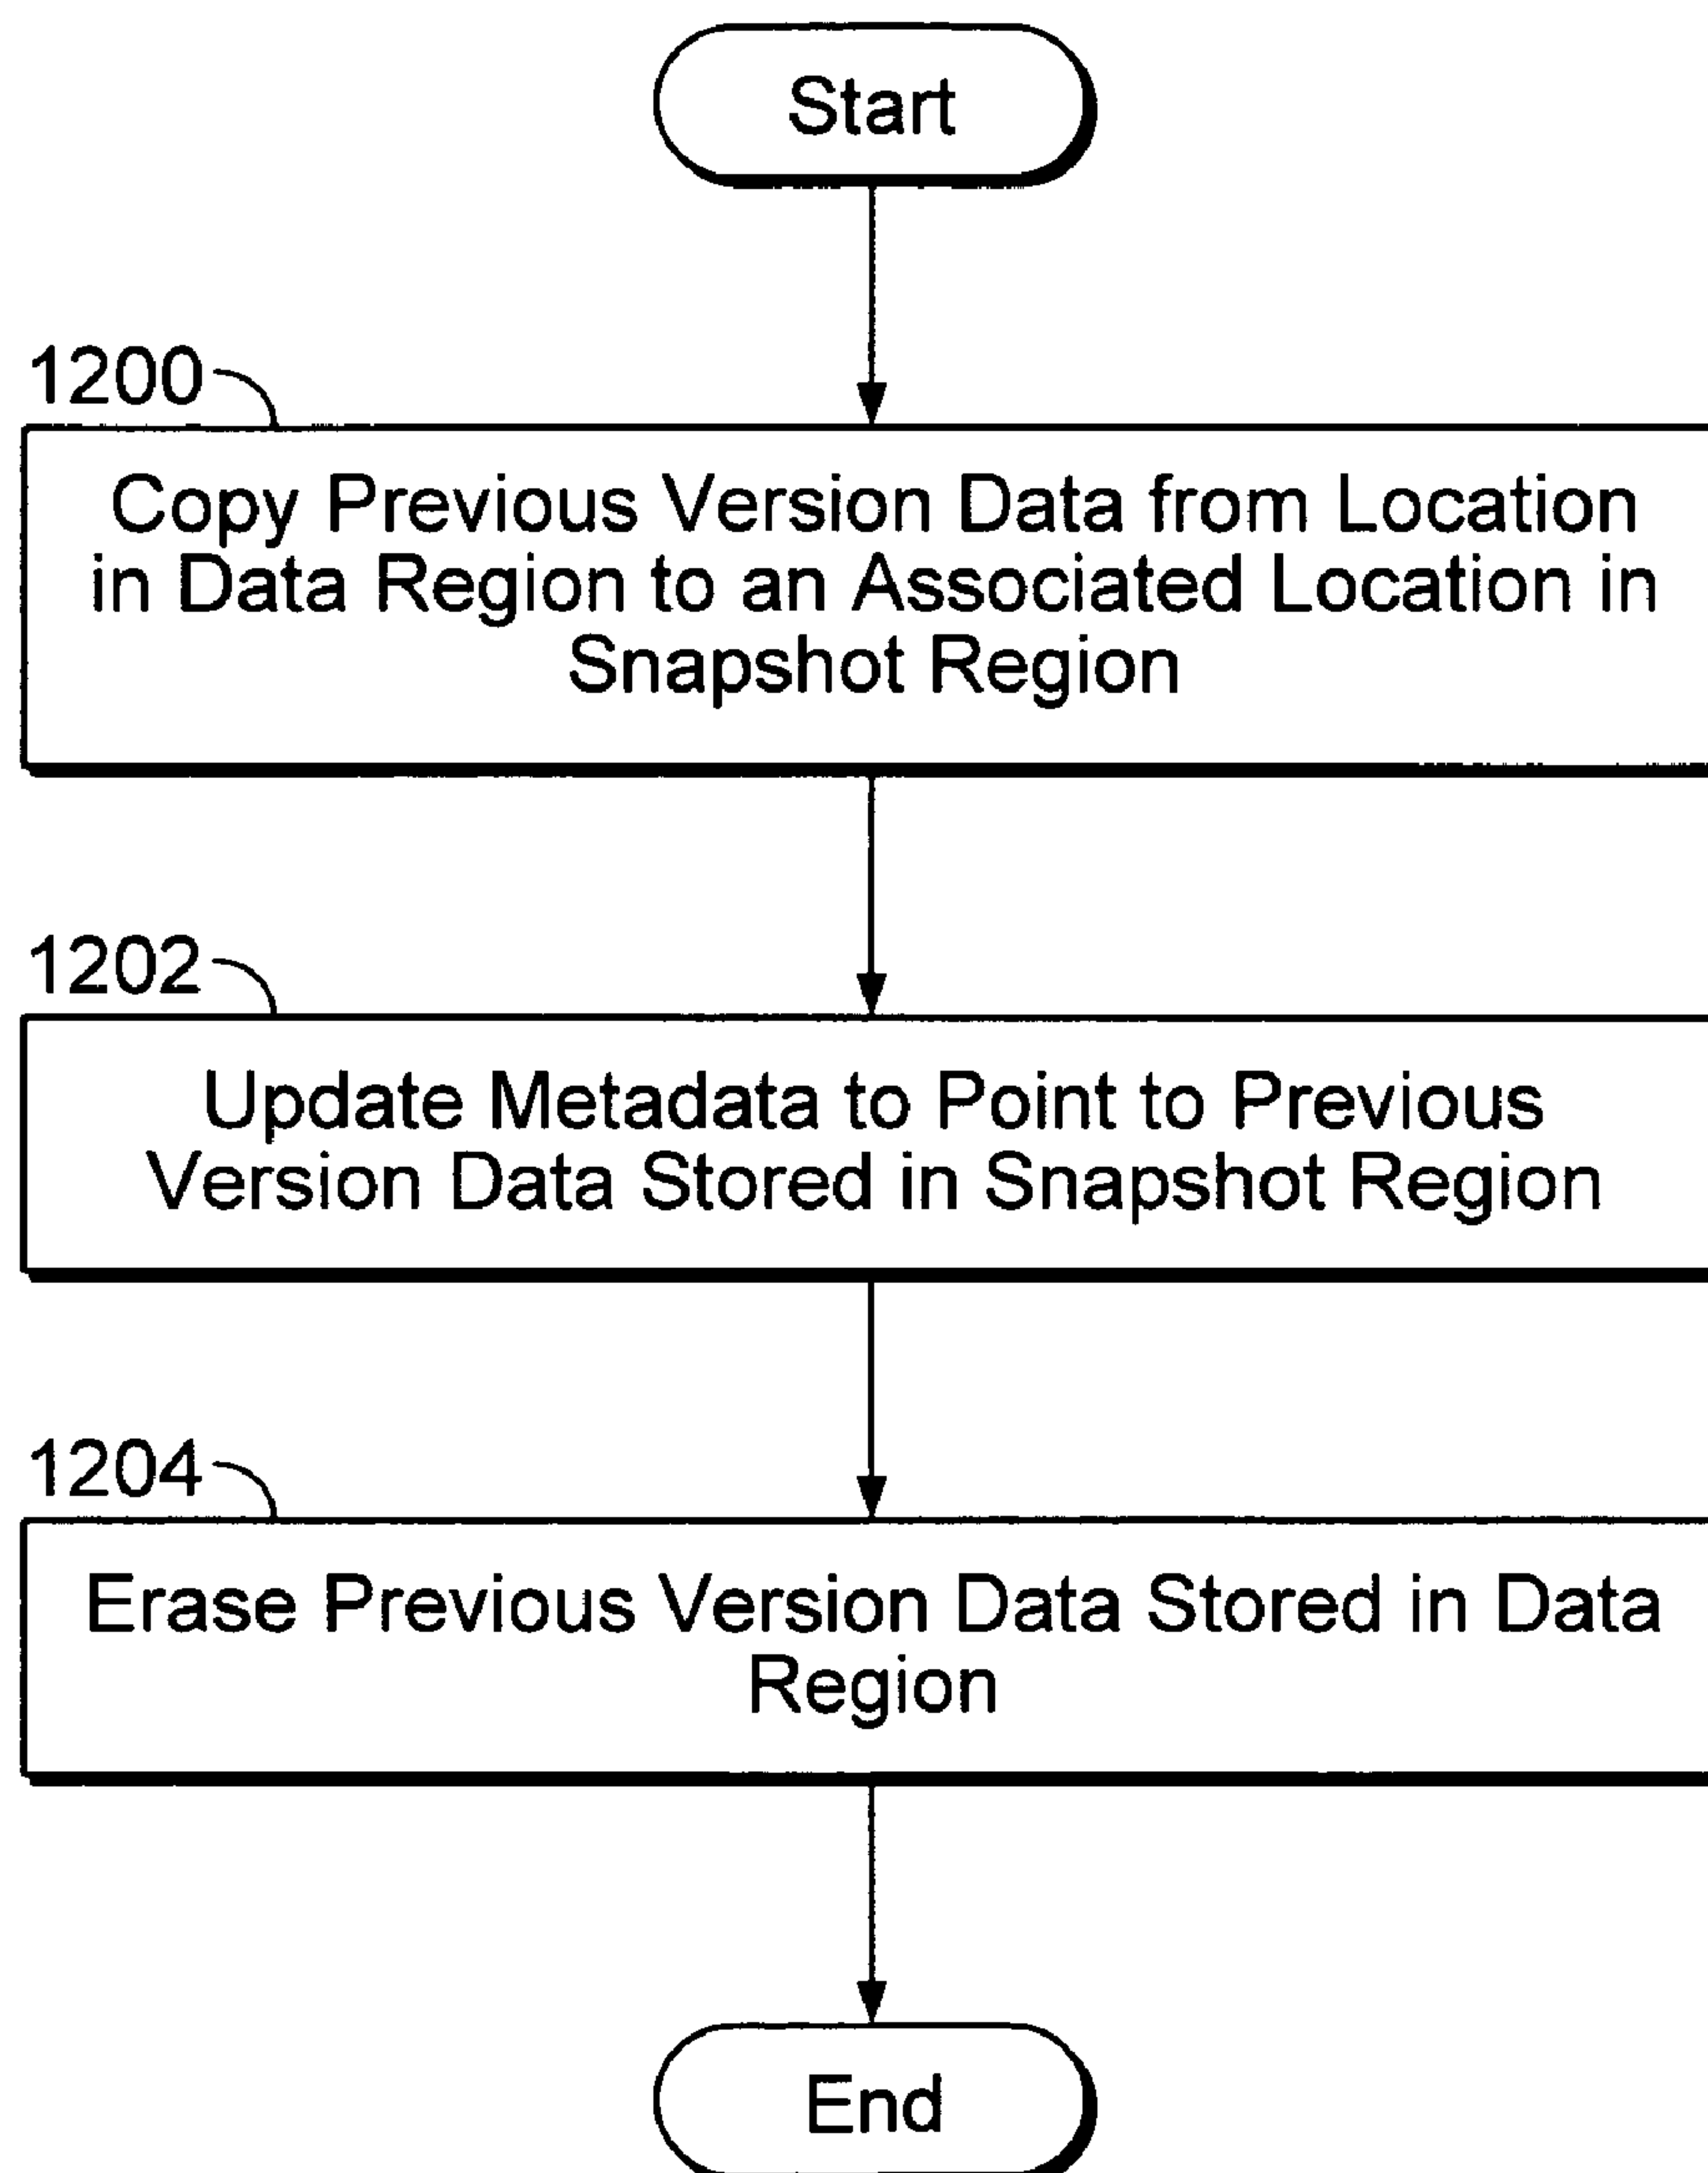 Start
1200
Copy Previous Version Data from Location
in Data Region to an Associated Location in
Snapshot Region
1202
Update Metadata to Point to Previous
Version Data Stored in Snapshot Region
1204
Erase Previous Version Data Stored in Data
Region
End